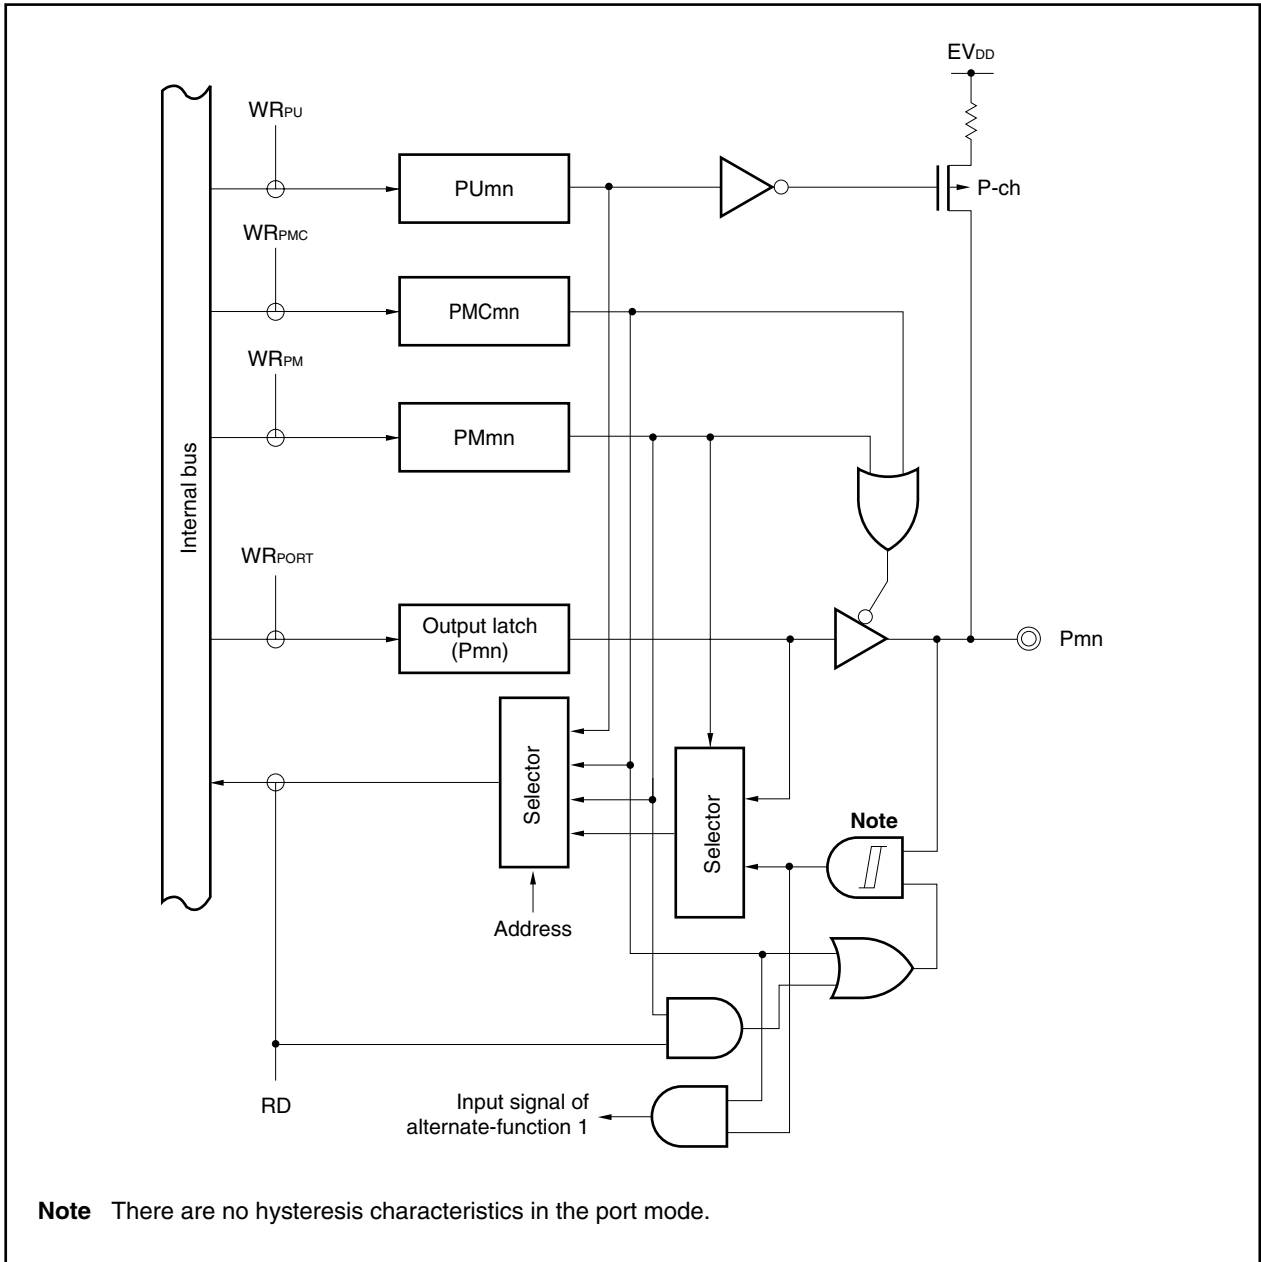 EVDD
WRPU
PUmn
P-ch
WRPMC
PMCmn
WRPM
PMmn
Internal bus
WRPORT
Output latch
(Pmn)
Pmn
Selector
Selector
Note
Address
RD
Input signal of
alternate-function 1
Note There are no hysteresis characteristics in the port mode.